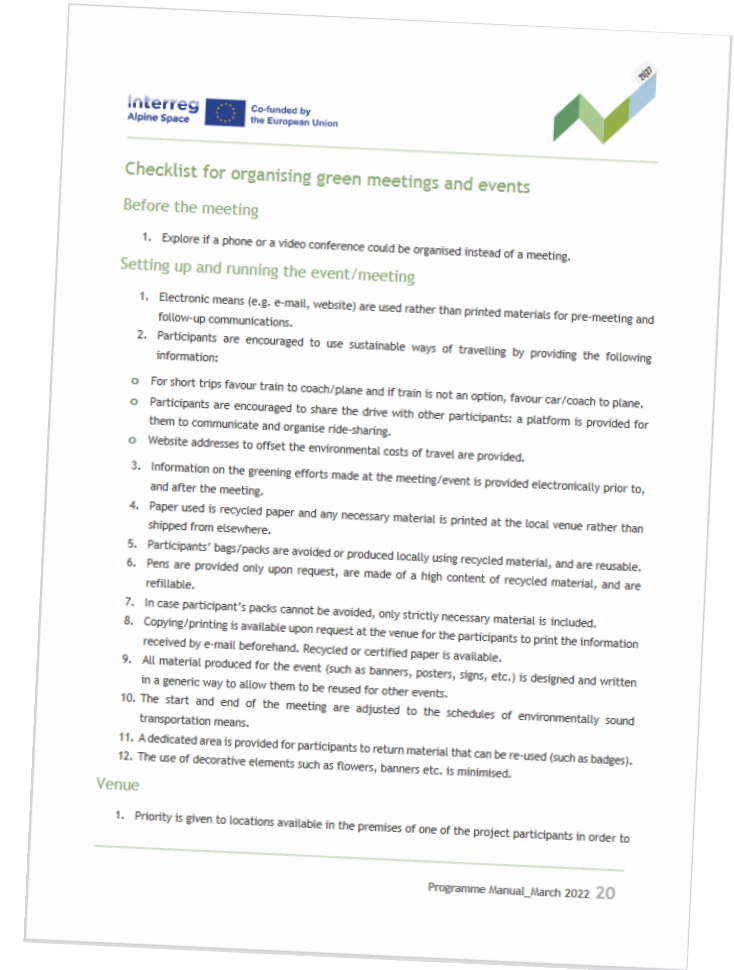 Interreg
Alpine Space
Co-funded by
the European Union
2027
Checklist for organising green meetings and events
Before the meeting
1. Explore if a phone or a video conference could be organised instead of a meeting.
Setting up and running the event/meeting
1. Electronic means (e.g. e-mail, website) are used rather than printed materials for pre-meeting and
follow-up communications.
2. Participants are encouraged to use sustainable ways of travelling by providing the following
information:
o For short trips favour train to coach/plane and if train is not an option, favour car/coach to plane.
o Participants are encouraged to share the drive with other participants: a platform is provided for
them to communicate and organise ride-sharing.
o Website addresses to offset the environmental costs of travel are provided.
3. Information on the greening efforts made at the meeting/event is provided electronically prior to,
and after the meeting.
4. Paper used is recycled paper and any necessary material is printed at the local venue rather than
shipped from elsewhere.
5. Participants' bags/packs are avoided or produced locally using recycled material, and are reusable.
6. Pens are provided only upon request, are made of a high content of recycled material, and are
refillable.
7. In case participant's packs cannot be avoided, only strictly necessary material is included.
8. Copying/printing is available upon request at the venue for the participants to print the information
received by e-mail beforehand. Recycled or certified paper is available.
9. All material produced for the event (such as banners, posters, signs, etc.) is designed and written
in a generic way to allow them to be reused for other events.
10. The start and end of the meeting are adjusted to the schedules of environmentally sound
transportation means.
11. A dedicated area is provided for participants to return material that can be re-used (such as badges).
12. The use of decorative elements such as flowers, banners etc. is minimised.
Venue
1. Priority is given to locations available in the premises of one of the project participants in order to
Programme Manual_March 2022 20